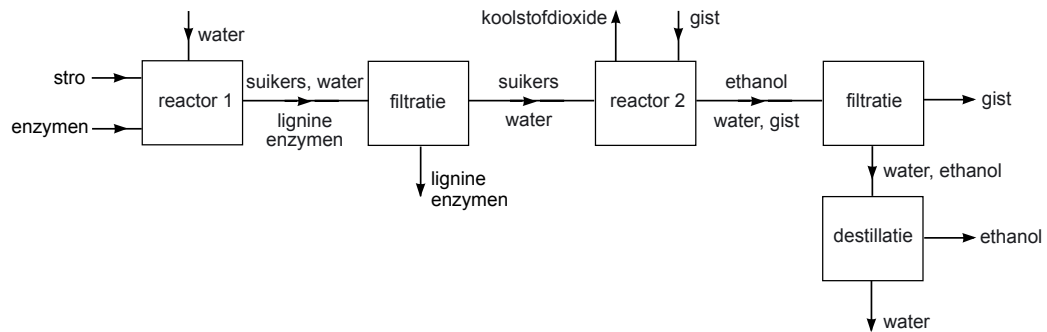 koolstofdioxide
gist
water
stro
enzymen
reactor 1
suikers, water
lignine
enzymen
filtratie
lignine
enzymen
suikers
water
reactor 2
ethanol
water, gist
filtratie
gist
water, ethanol
destillatie
ethanol
water